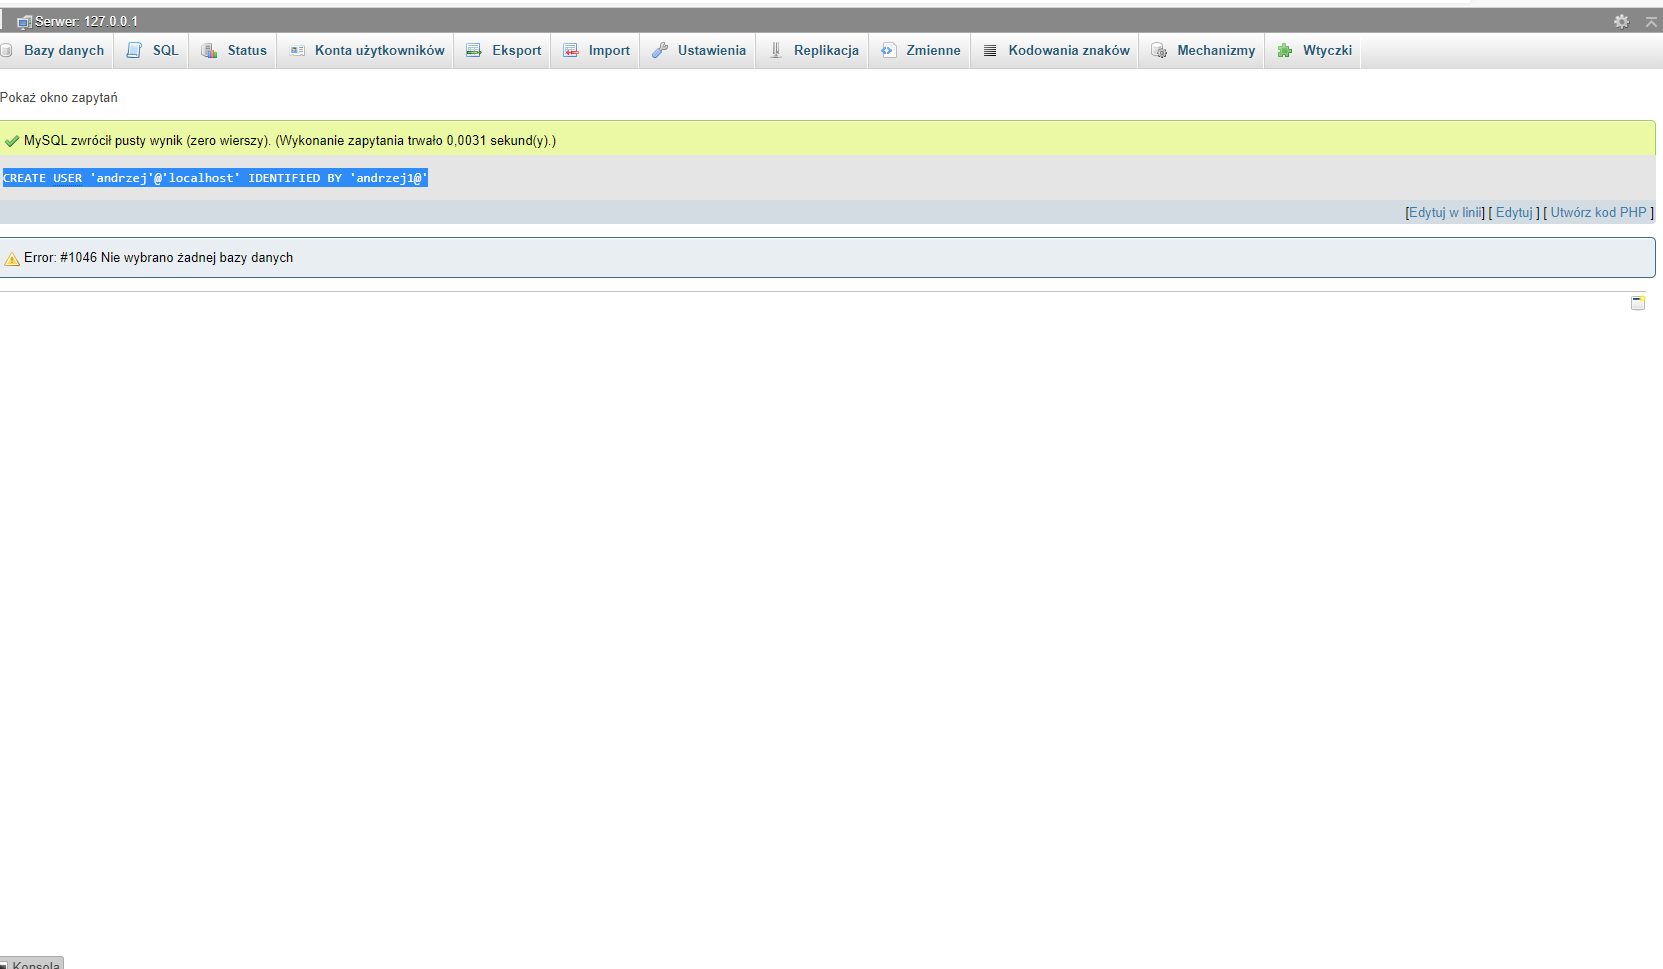 Serwer: 127.0.0.1
Bazy danych SQL Status Konta użytkowników Eksport Import Ustawienia Replikacja Zmienne Kodowania znaków Mechanizmy Wtyczki
Pokaż okno zapytań
MySQL zwrócił pusty wynik (zero wierszy). (Wykonanie zapytania trwało 0,0031 sekund(y).)
CREATE USER 'andrzej'@'localhost' IDENTIFIED BY 'andrzej1@'
[Edytuj w linii] [ Edytuj ] [ Utwórz kod PHP ]
Error: #1046 Nie wybrano żadnej bazy danych
Konsola